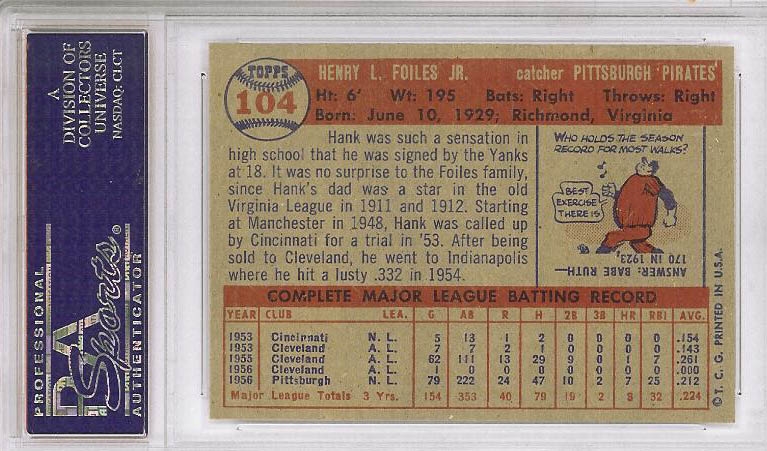 A
DIVISION OF
COLLECTORS
UNIVERSE
NASDAQ: CLCT
PROFESSIONAL
PSA
Sports®
AUTHENTICATOR
TOPPS
104
HENRY L. FOILES JR. catcher PITTSBURGH PIRATES
Ht: 6' Wt: 195 Bats: Right Throws: Right
Born: June 10, 1929; Richmond, Virginia
Hank was such a sensation in
high school that he was signed by the Yanks
at 18. It was no surprise to the Foiles family,
since Hank's dad was a star in the old
Virginia League in 1911 and 1912. Starting
at Manchester in 1948, Hank was called up
by Cincinnati for a trial in '53. After being
sold to Cleveland, he went to Indianapolis
where he hit a lusty .332 in 1954.
WHO HOLDS THE SEASON
RECORD FOR MOST WALKS?
BEST
EXERCISE
THERE IS
ANSWER: BABE RUTH—
170 IN 1923.
COMPLETE MAJOR LEAGUE BATTING RECORD
YEAR CLUB LEA. G AB R H 2B 3B HR RBI AVG.
1953 Cincinnati N. L. 5 13 1 2 0 0 0 0 .154
1953 Cleveland A. L. 7 7 2 1 0 0 0 0 .143
1955 Cleveland A. L. 62 111 13 29 9 0 1 7 .261
1956 Cleveland A. L. 1 0 0 0 0 0 0 0 .000
1956 Pittsburgh N. L. 79 222 24 47 10 2 7 25 .212
Major League Totals 3 Yrs. 154 353 40 79 19 2 8 32 .224
© T. C. G. PRINTED IN U.S.A.